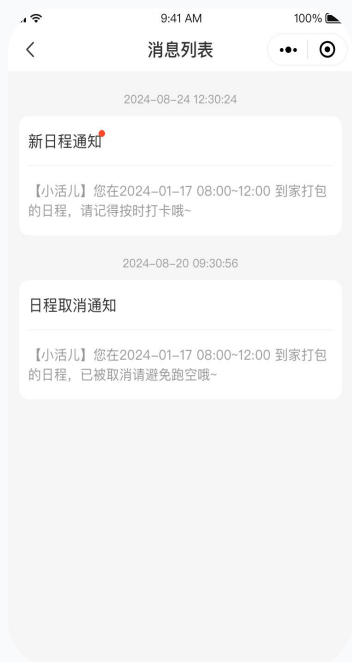 9:41 AM
100%
消息列表
2024-08-24 12:30:24
新日程通知
【小活儿】您在2024-01-17 08:00~12:00 到家打包
的日程，请记得按时打卡哦~
2024-08-20 09:30:56
日程取消通知
【小活儿】您在2024-01-17 08:00~12:00 到家打包
的日程，已被取消请避免跑空哦~